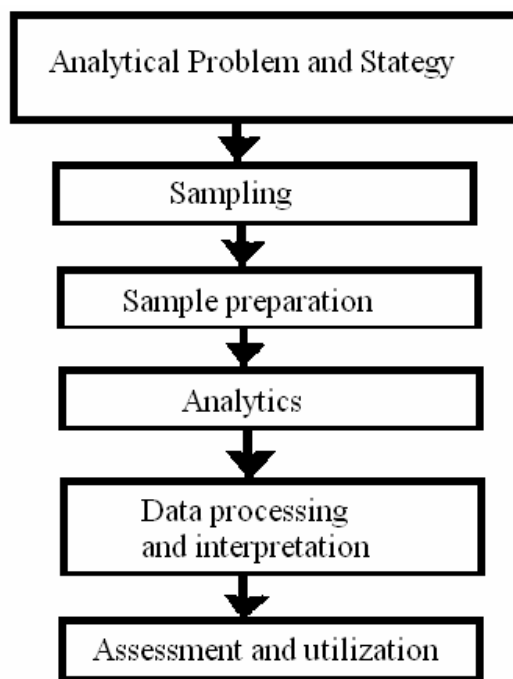 Analytical Problem and Stategy
Sampling
Sample preparation
Analytics
Data processing
and interpretation
Assessment and utilization